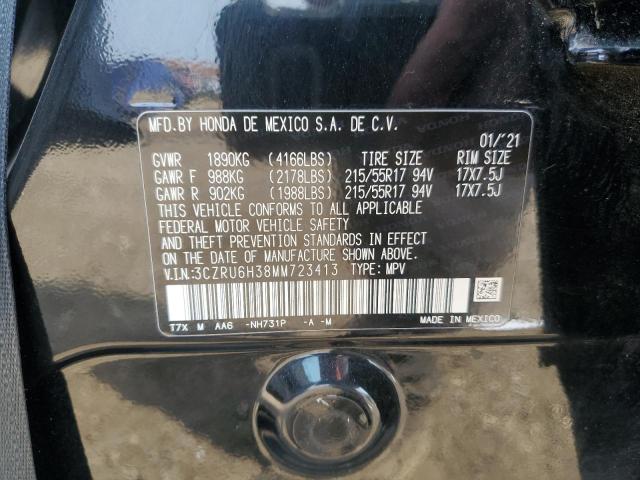 MFD.BY HONDA DE MEXICO S.A. DE C.V.
01/'21
GVWR 1890KG (4166LBS) TIRE SIZE RIM SIZE
GAWR F 988KG (2178LBS) 215/55R17 94V 17X7.5J
GAWR R 902KG (1988LBS) 215/55R17 94V 17X7.5J
THIS VEHICLE CONFORMS TO ALL APPLICABLE
FEDERAL MOTOR VEHICLE SAFETY
AND THEFT PREVENTION STANDARDS IN EFFECT
ON THE DATE OF MANUFACTURE SHOWN ABOVE.
V.I.N:3CZRU6H38MM723413 TYPE: MPV
T7X M AA6 -NH731P -A -M MADE IN MEXICO